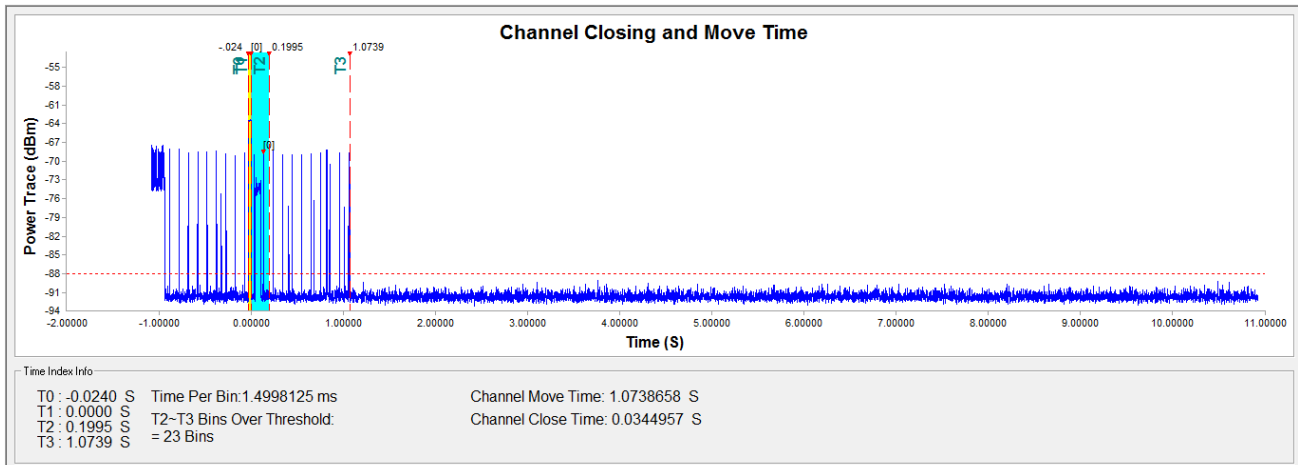 Channel Closing and Move Time
-.024 [0] 0.1995 1.0739
T0 T1 T2 T3
[0]
Power Trace (dBm)
-55
-58
-61
-64
-67
-70
-73
-76
-79
-82
-85
-88
-91
-94
-2.00000 -1.00000 0.00000 1.00000 2.00000 3.00000 4.00000 5.00000 6.00000 7.00000 8.00000 9.00000 10.00000 11.00000
Time (S)
Time Index Info
T0 : -0.0240 S Time Per Bin:1.4998125 ms Channel Move Time: 1.0738658 S
T1 : 0.0000 S T2~T3 Bins Over Threshold: Channel Close Time: 0.0344957 S
T2 : 0.1995 S = 23 Bins
T3 : 1.0739 S